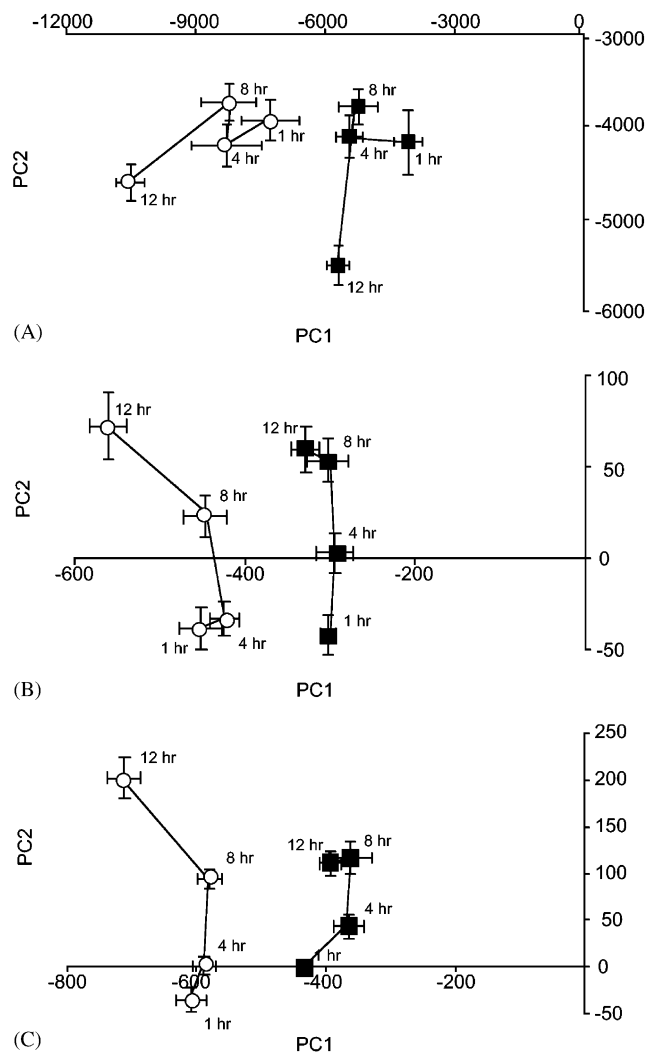 -12000 -9000 -6000 -3000 0
-3000
8 hr
8 hr
1 hr
4 hr
4 hr
1 hr
-4000
PC2
12 hr
-5000
12 hr
-6000
(A)
PC1
100
12 hr
12 hr
8 hr
50
PC2
8 hr
4 hr
0
-600 -400 -200
1 hr
1 hr
4 hr
-50
(B)
PC1
250
12 hr
200
150
12 hr
8 hr
PC2
8 hr
100
4 hr
50
4 hr
1 hr
0
-800 -600 -400 -200
1 hr
-50
(C)
PC1